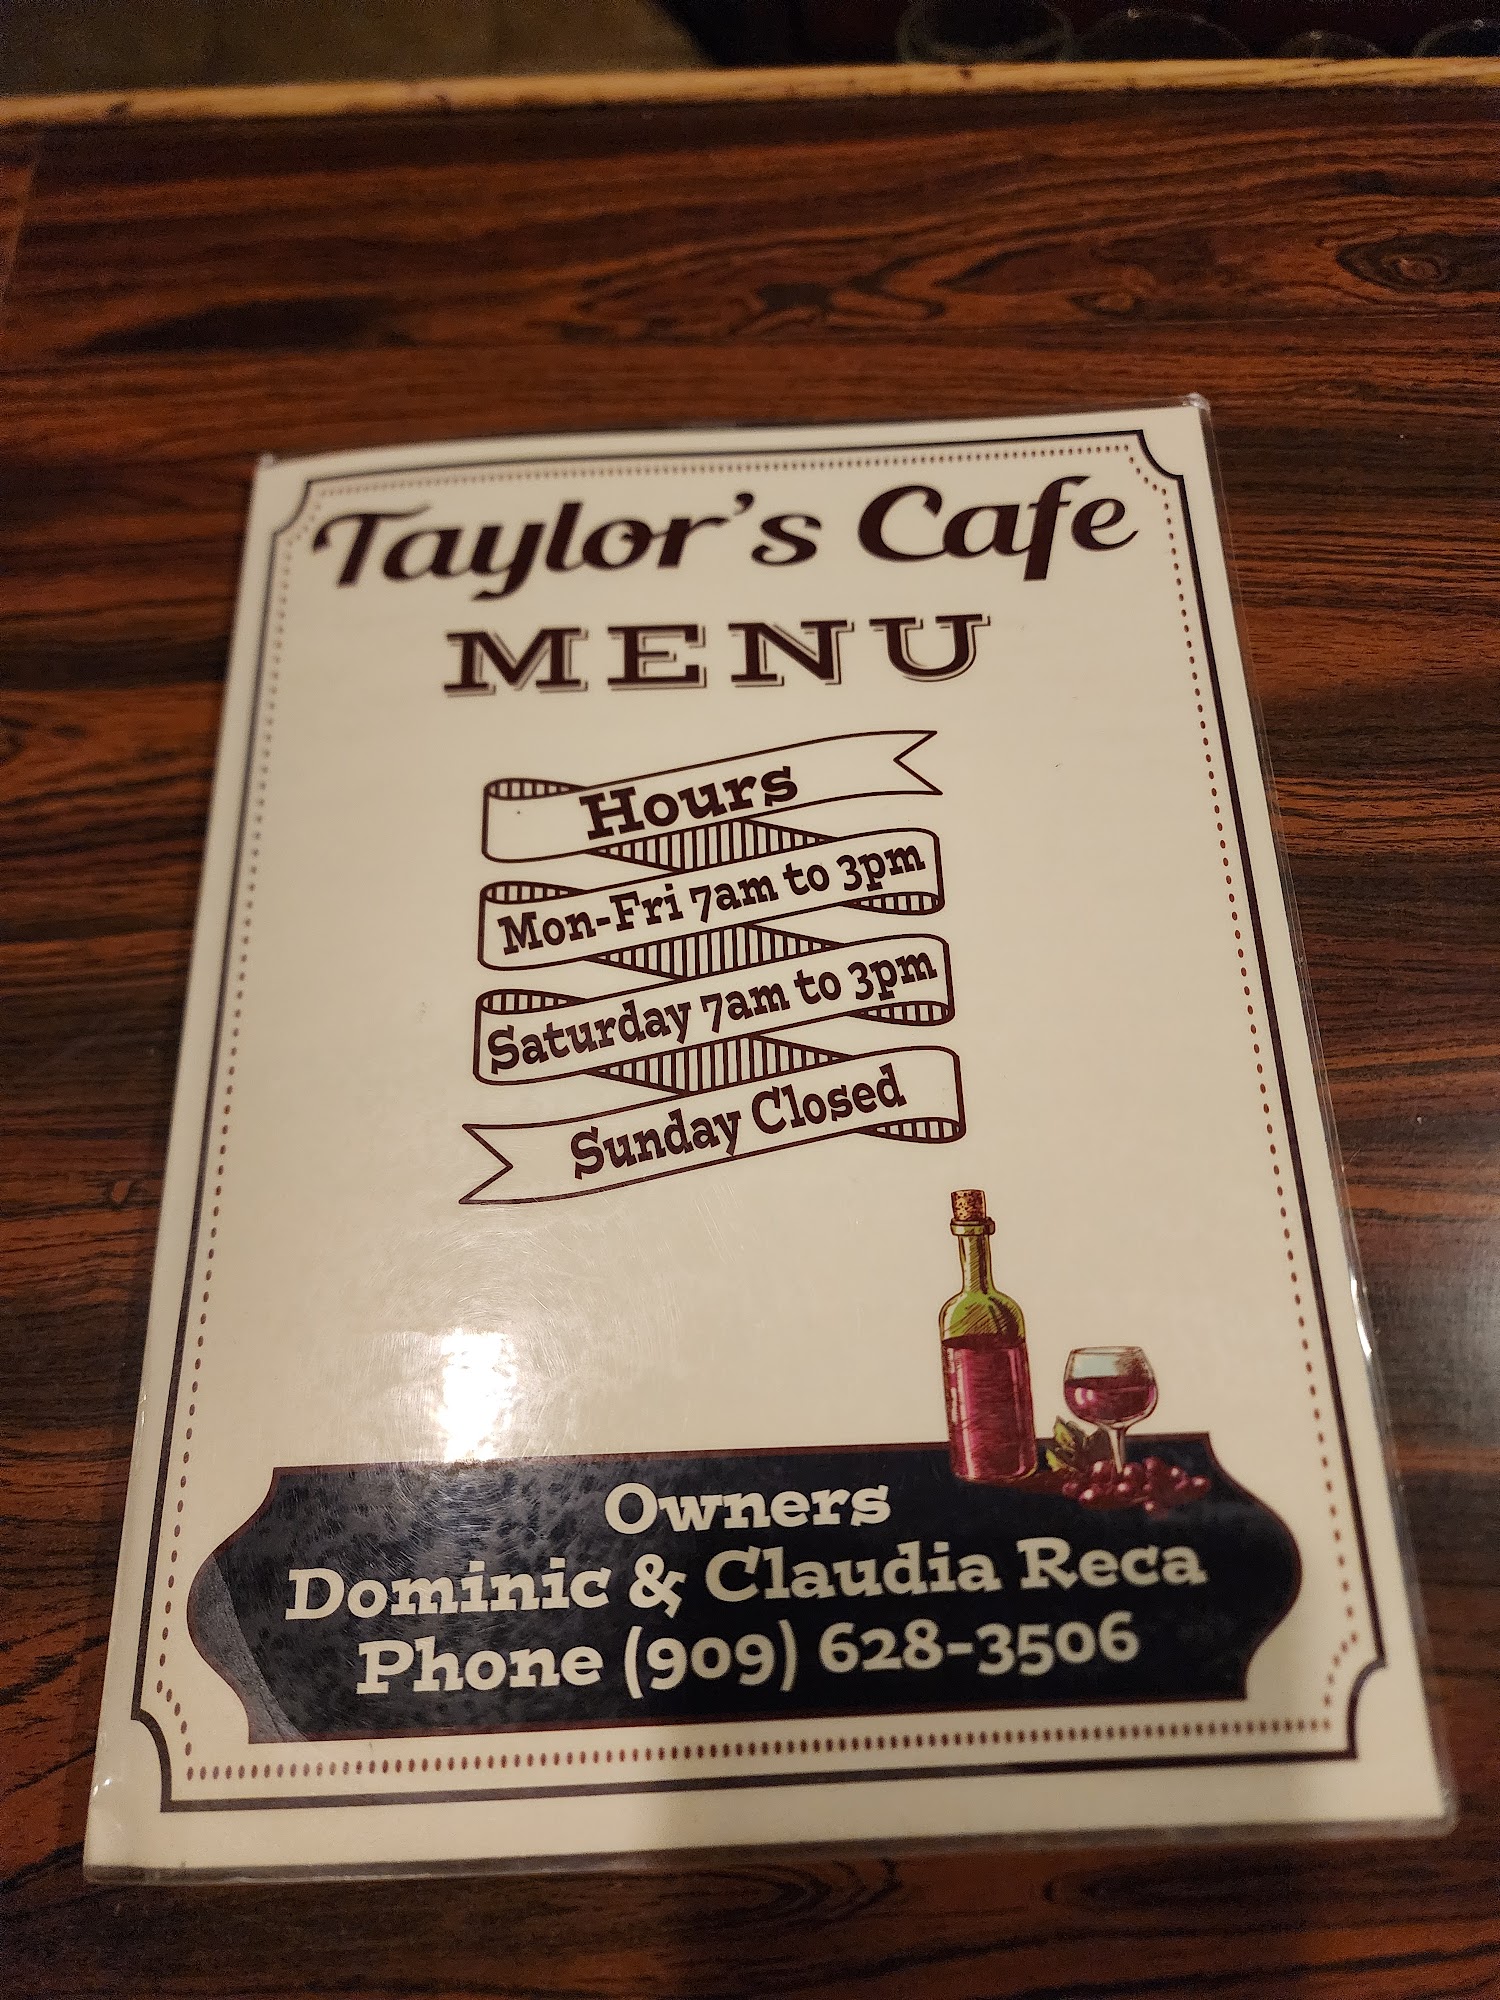 Taylor's Cafe
MENU
Hours
Mon-Fri 7am to 3pm
Saturday 7am to 3pm
Sunday Closed
Owners
Dominic & Claudia Reca
Phone (909) 628-3506